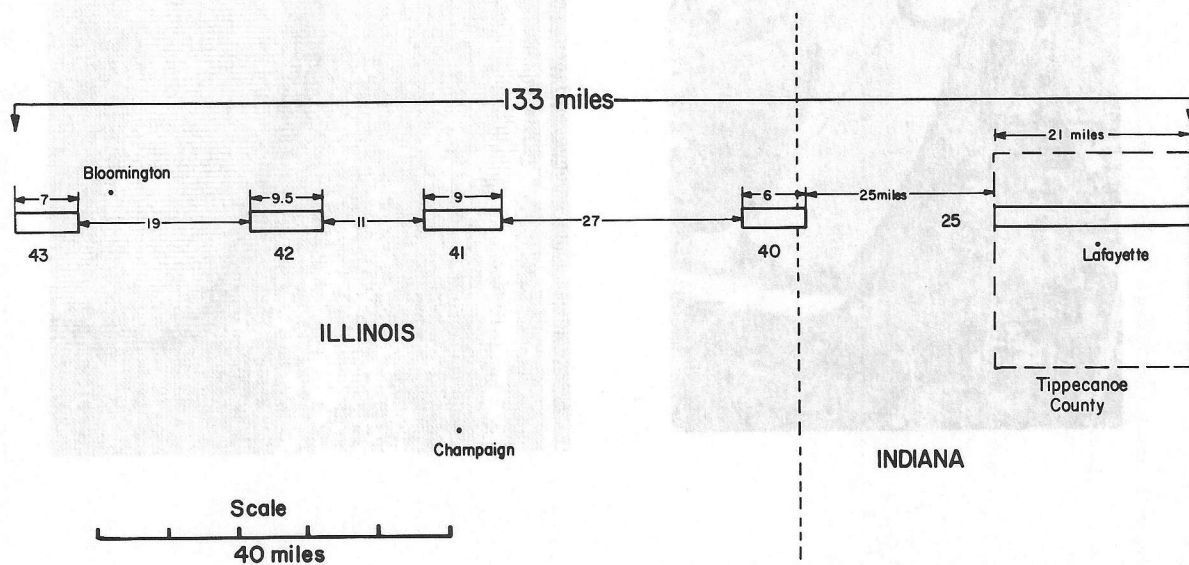 133 miles
21 miles
Bloomington
7
9.5
9
6
25miles
19
11
27
25
43
42
41
40
Lafayette
ILLINOIS
Tippecanoe
County
Champaign
INDIANA
Scale
40 miles